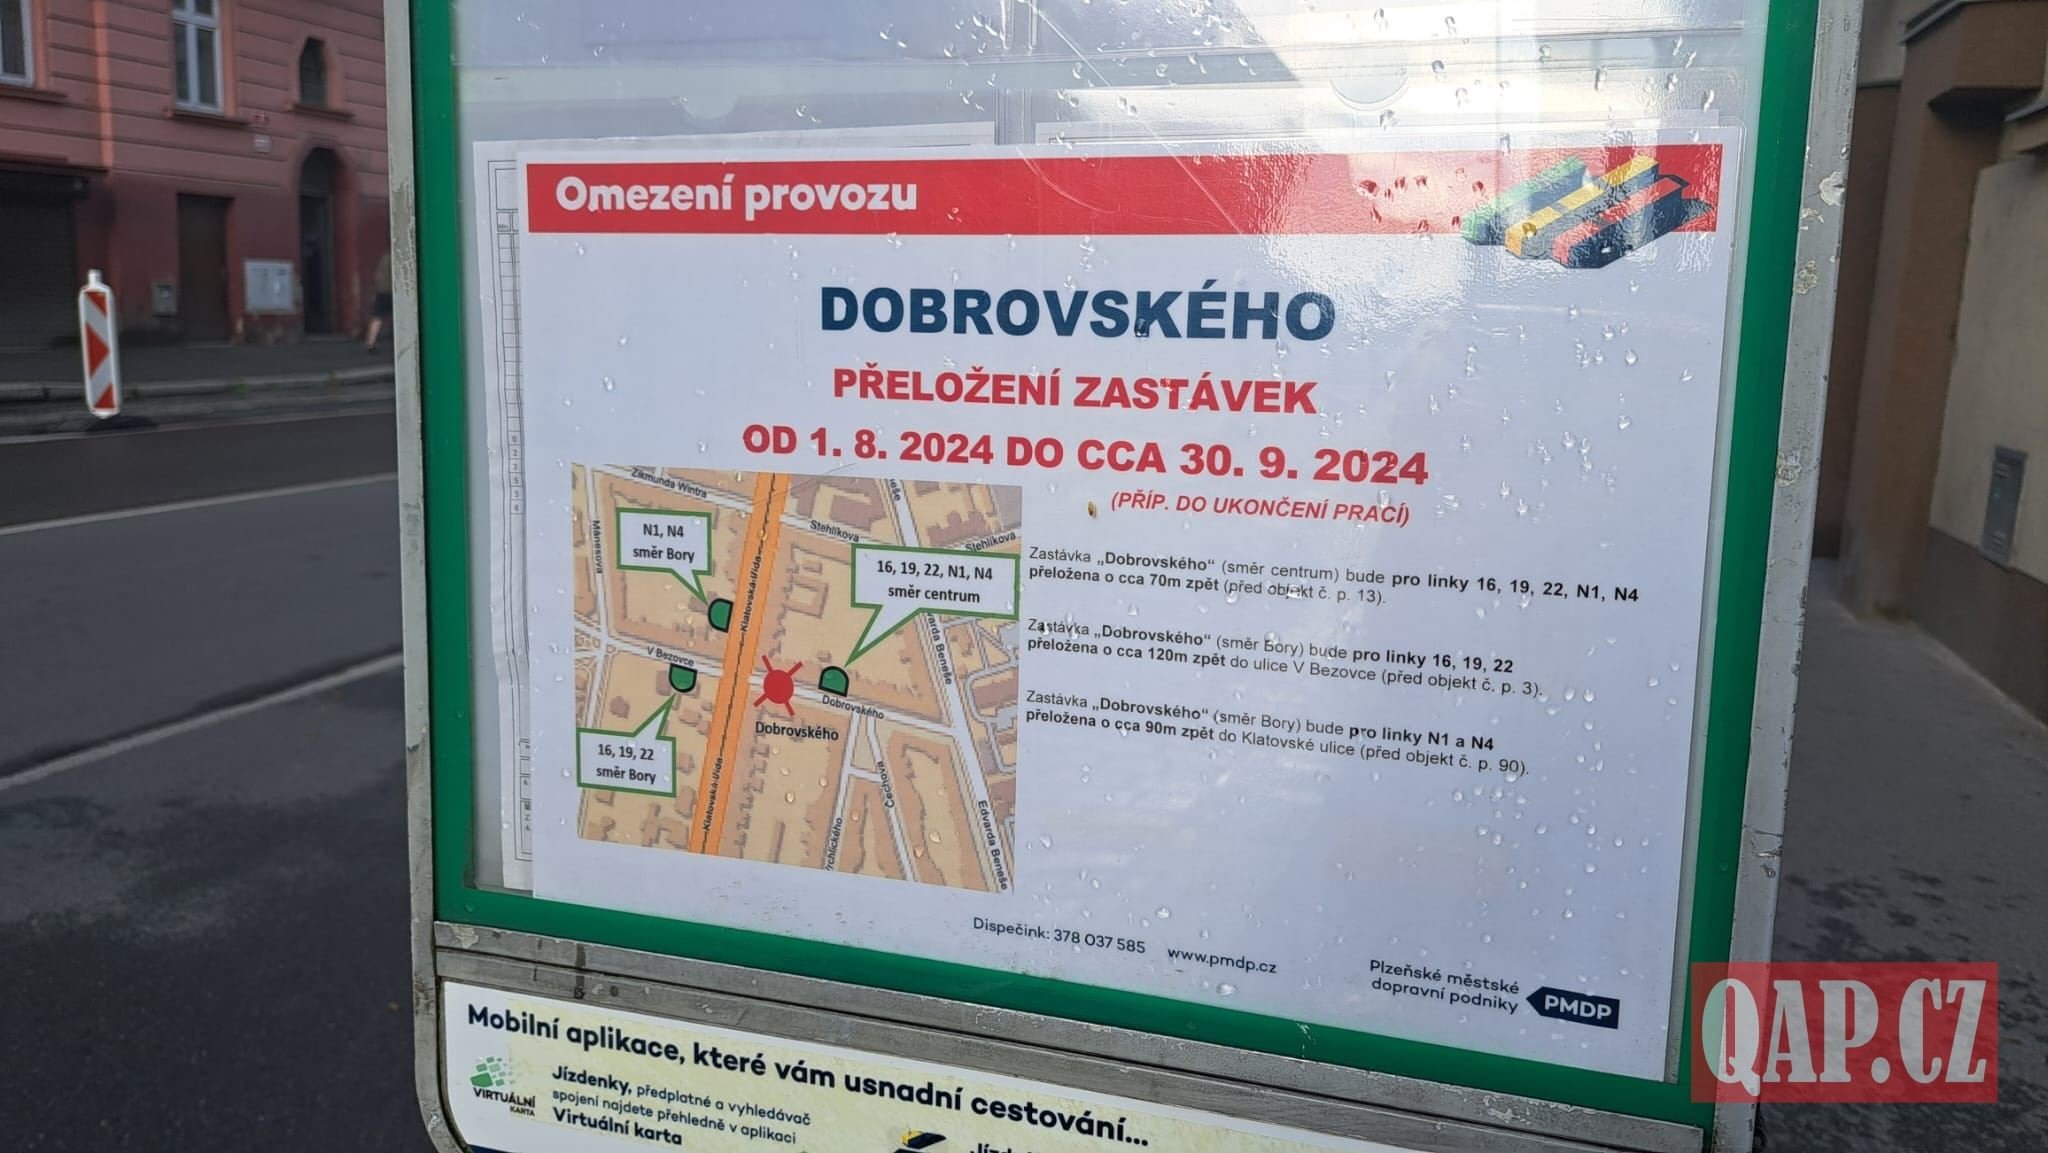 Omezení provozu
DOBROVSKÉHO
PŘELOŽENÍ ZASTÁVEK
OD 1. 8. 2024 DO CCA 30. 9. 2024
(PŘÍP. DO UKONČENÍ PRACÍ)
Zikmunda Wintra
Mánesova
Stehlíkova
Stehlíkova
N1, N4
směr Bory
16, 19, 22, N1, N4
směr centrum
Klatovská třída
V Bezovce
Dobrovského
Dobrovského
16, 19, 22
směr Bory
Klatovská třída
Čechova
Edvarda Beneše
Zastávka „Dobrovského“ (směr centrum) bude pro linky 16, 19, 22, N1, N4
přeložena o cca 70m zpět (před objekt č. p. 13).
Zastávka „Dobrovského“ (směr Bory) bude pro linky 16, 19, 22
přeložena o cca 120m zpět do ulice V Bezovce (před objekt č. p. 3).
Zastávka „Dobrovského“ (směr Bory) bude pro linky N1 a N4
přeložena o cca 90m zpět do Klatovské ulice (před objekt č. p. 90).
Dispečink: 378 037 585 www.pmdp.cz
Plzeňské městské
dopravní podniky
PMDP
QAP.CZ
Mobilní aplikace, které vám usnadní cestování...
VIRTUÁLNÍ
KARTA
Jízdenky, předplatné a vyhledávač
spojení najdete přehledně v aplikaci
Virtuální karta